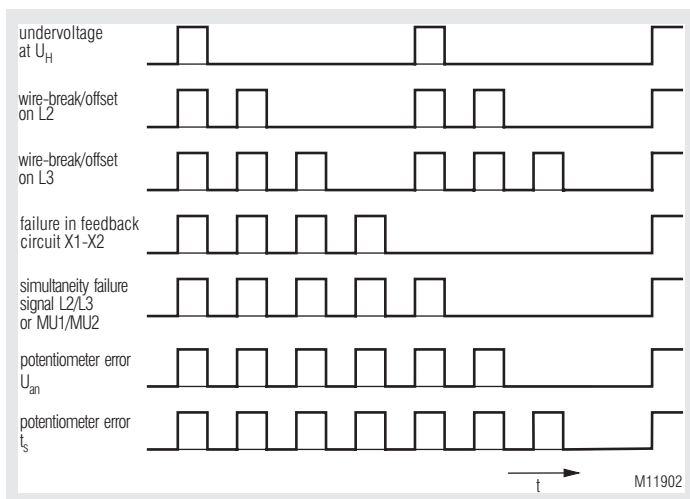 undervoltage
at U_H
wire-break/offset
on L2
wire-break/offset
on L3
failure in feedback
circuit X1-X2
simultaneity failure
signal L2/L3
or MU1/MU2
potentiometer error
U_an
potentiometer error
t_s
t
M11902